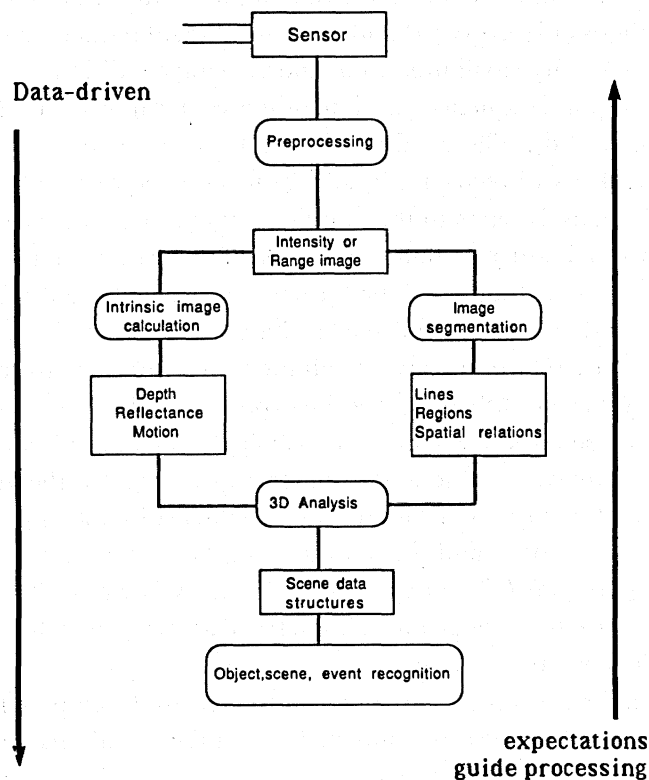 Sensor
Data-driven
Preprocessing
Intensity or
Range image
Intrinsic image
calculation
Image
segmentation
Depth
Reflectance
Motion
Lines
Regions
Spatial relations
3D Analysis
Scene data
structures
Object,scene, event recognition
expectations
guide processing